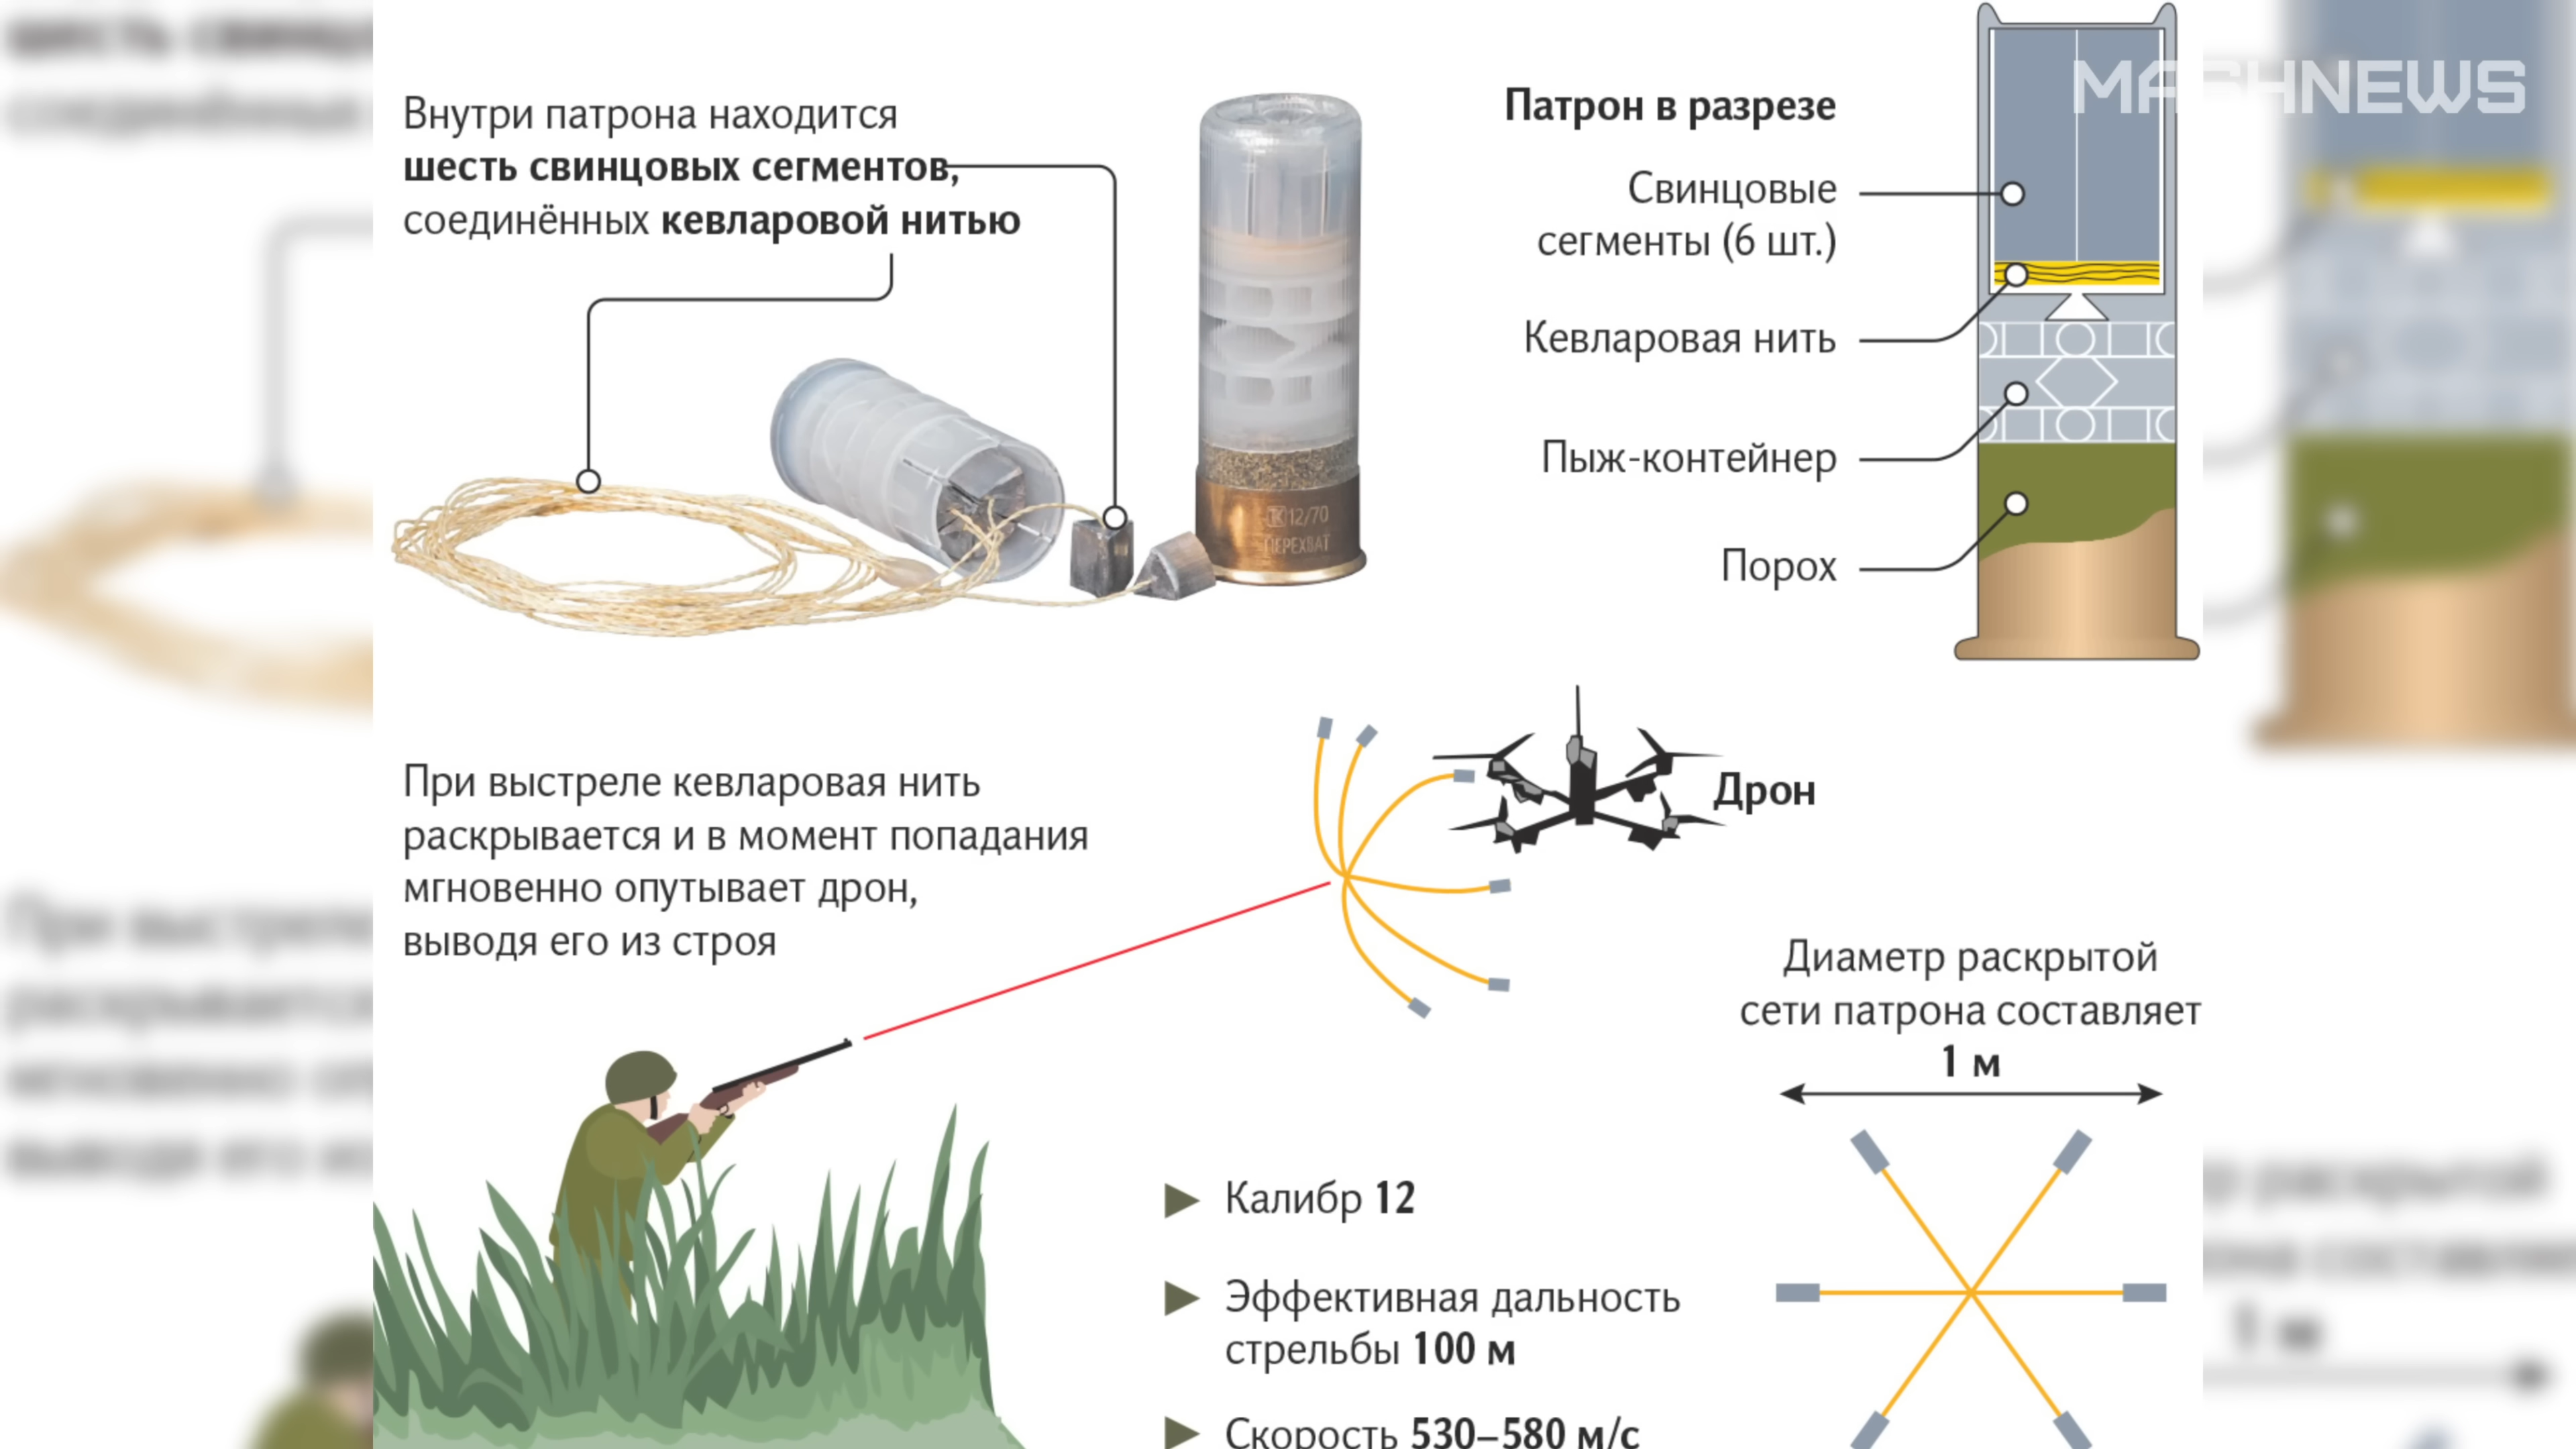 Внутри патрона находится
шесть свинцовых сегментов,
соединённых кевларовой нитью
12/70
ПЕРЕХВАТ
Патрон в разрезе
Свинцовые
сегменты (6 шт.)
Кевларовая нить
Пыж-контейнер
Порох
MASHNEWS
При выстреле кевларовая нить
раскрывается и в момент попадания
мгновенно опутывает дрон,
выводя его из строя
Дрон
Диаметр раскрытой
сети патрона составляет
1 м
Калибр 12
Эффективная дальность
стрельбы 100 м
Скорость 530–580 м/с